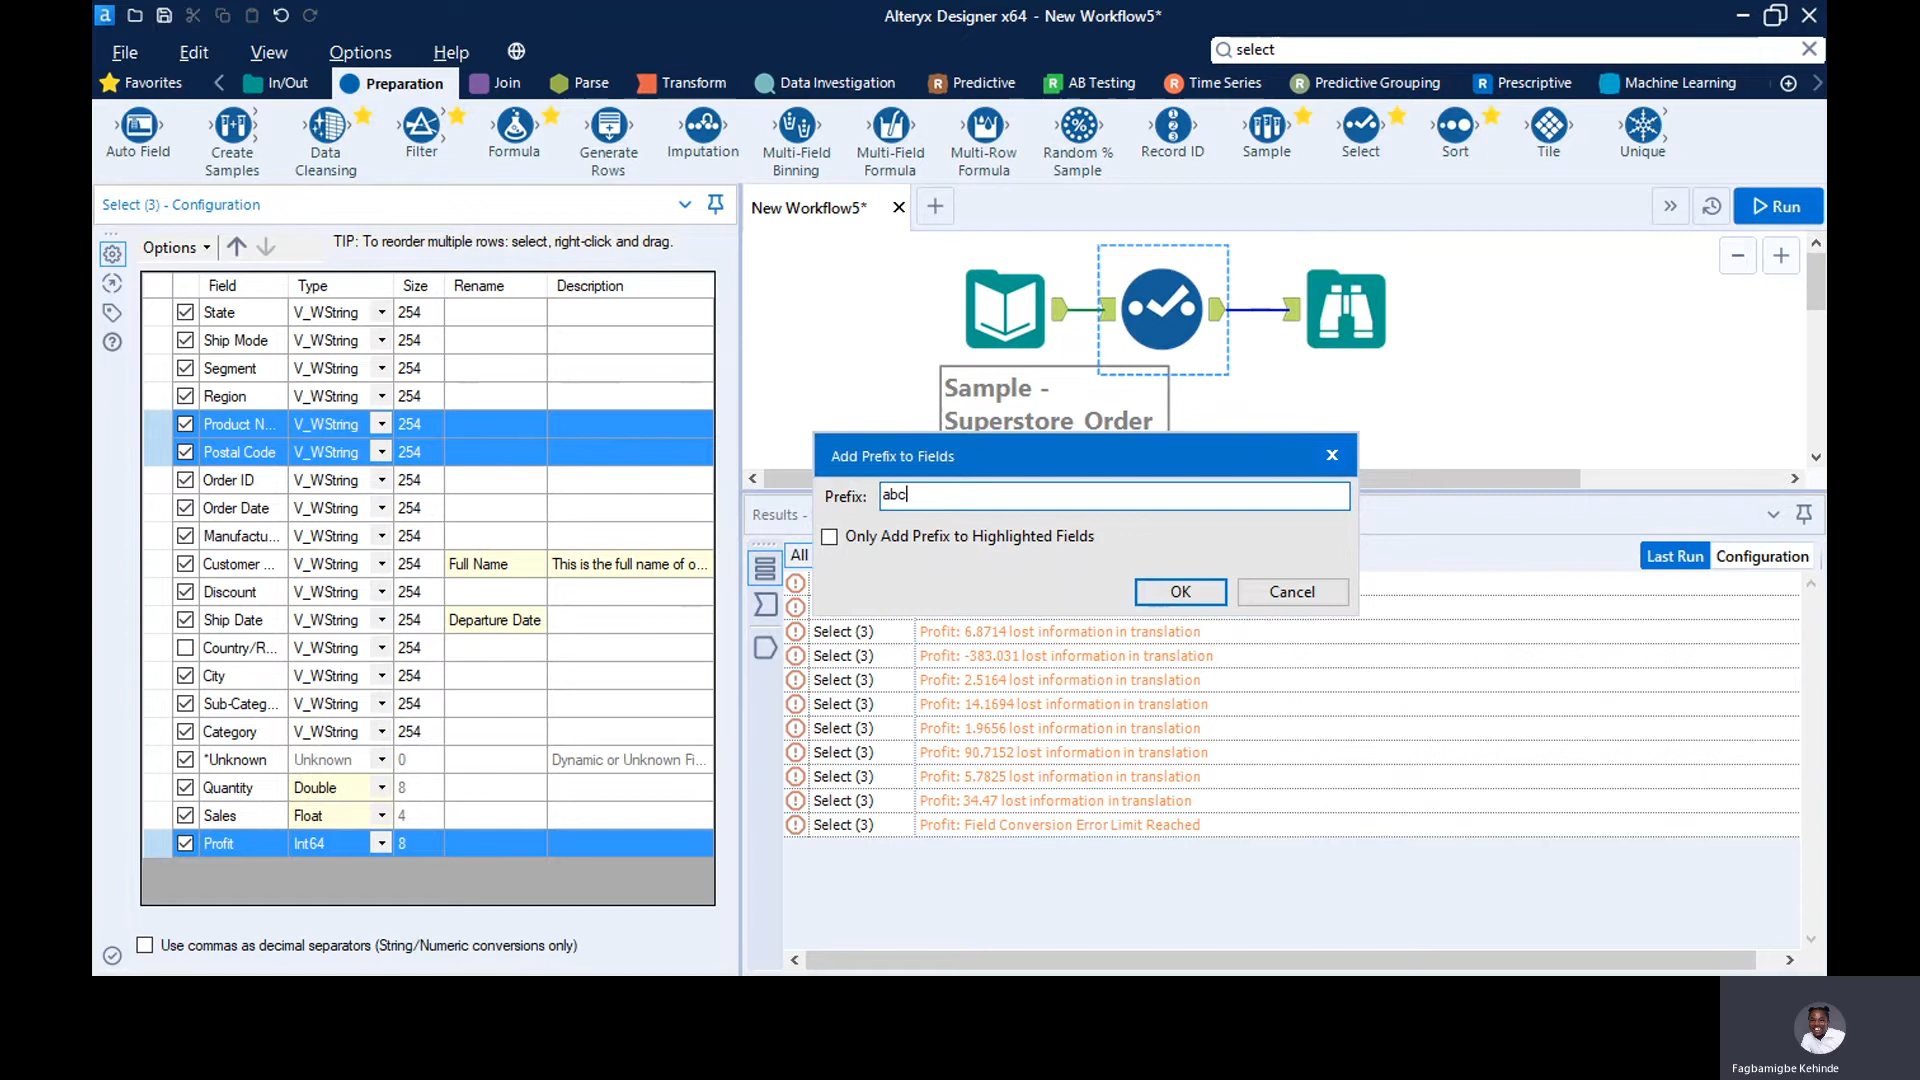 a
Alteryx Designer x64 - New Workflow5*
File Edit View Options Help
select
Favorites In/Out Preparation Join Parse Transform Data Investigation R Predictive R AB Testing R Time Series R Predictive Grouping R Prescriptive Machine Learning
Auto Field
Create Samples
Data Cleansing
Filter
Formula
Generate Rows
Imputation
Multi-Field Binning
Multi-Field Formula
Multi-Row Formula
Random % Sample
Record ID
Sample
Select
Sort
Tile
Unique
Select (3) - Configuration
Options TIP: To reorder multiple rows: select, right-click and drag.
Field Type Size Rename Description
State V_WString 254
Ship Mode V_WString 254
Segment V_WString 254
Region V_WString 254
Product N... V_WString 254
Postal Code V_WString 254
Order ID V_WString 254
Order Date V_WString 254
Manufactu... V_WString 254
Customer ... V_WString 254 Full Name This is the full name of o...
Discount V_WString 254
Ship Date V_WString 254 Departure Date
Country/R... V_WString 254
City V_WString 254
Sub-Categ... V_WString 254
Category V_WString 254
*Unknown Unknown 0 Dynamic or Unknown Fi...
Quantity Double 8
Sales Float 4
Profit Int64 8
Use commas as decimal separators (String/Numeric conversions only)
New Workflow5*
Run
Sample -
Superstore Order
Add Prefix to Fields
Prefix: abc
Only Add Prefix to Highlighted Fields
OK Cancel
Results -
All
Last Run Configuration
Select (3) Profit: 6.8714 lost information in translation
Select (3) Profit: -383.031 lost information in translation
Select (3) Profit: 2.5164 lost information in translation
Select (3) Profit: 14.1694 lost information in translation
Select (3) Profit: 1.9656 lost information in translation
Select (3) Profit: 90.7152 lost information in translation
Select (3) Profit: 5.7825 lost information in translation
Select (3) Profit: 34.47 lost information in translation
Select (3) Profit: Field Conversion Error Limit Reached
Fagbamigbe Kehinde